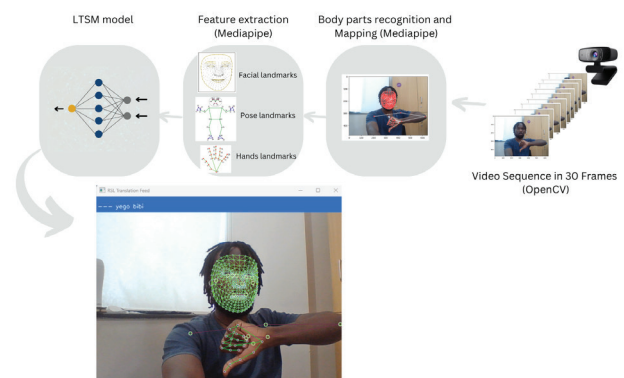 LTSM model
Feature extraction
(Mediapipe)
Body parts recognition and
Mapping (Mediapipe)
Facial landmarks
Pose landmarks
Hands landmarks
Video Sequence in 30 Frames
(OpenCV)
RSL Translation Feed
--- yego bibi